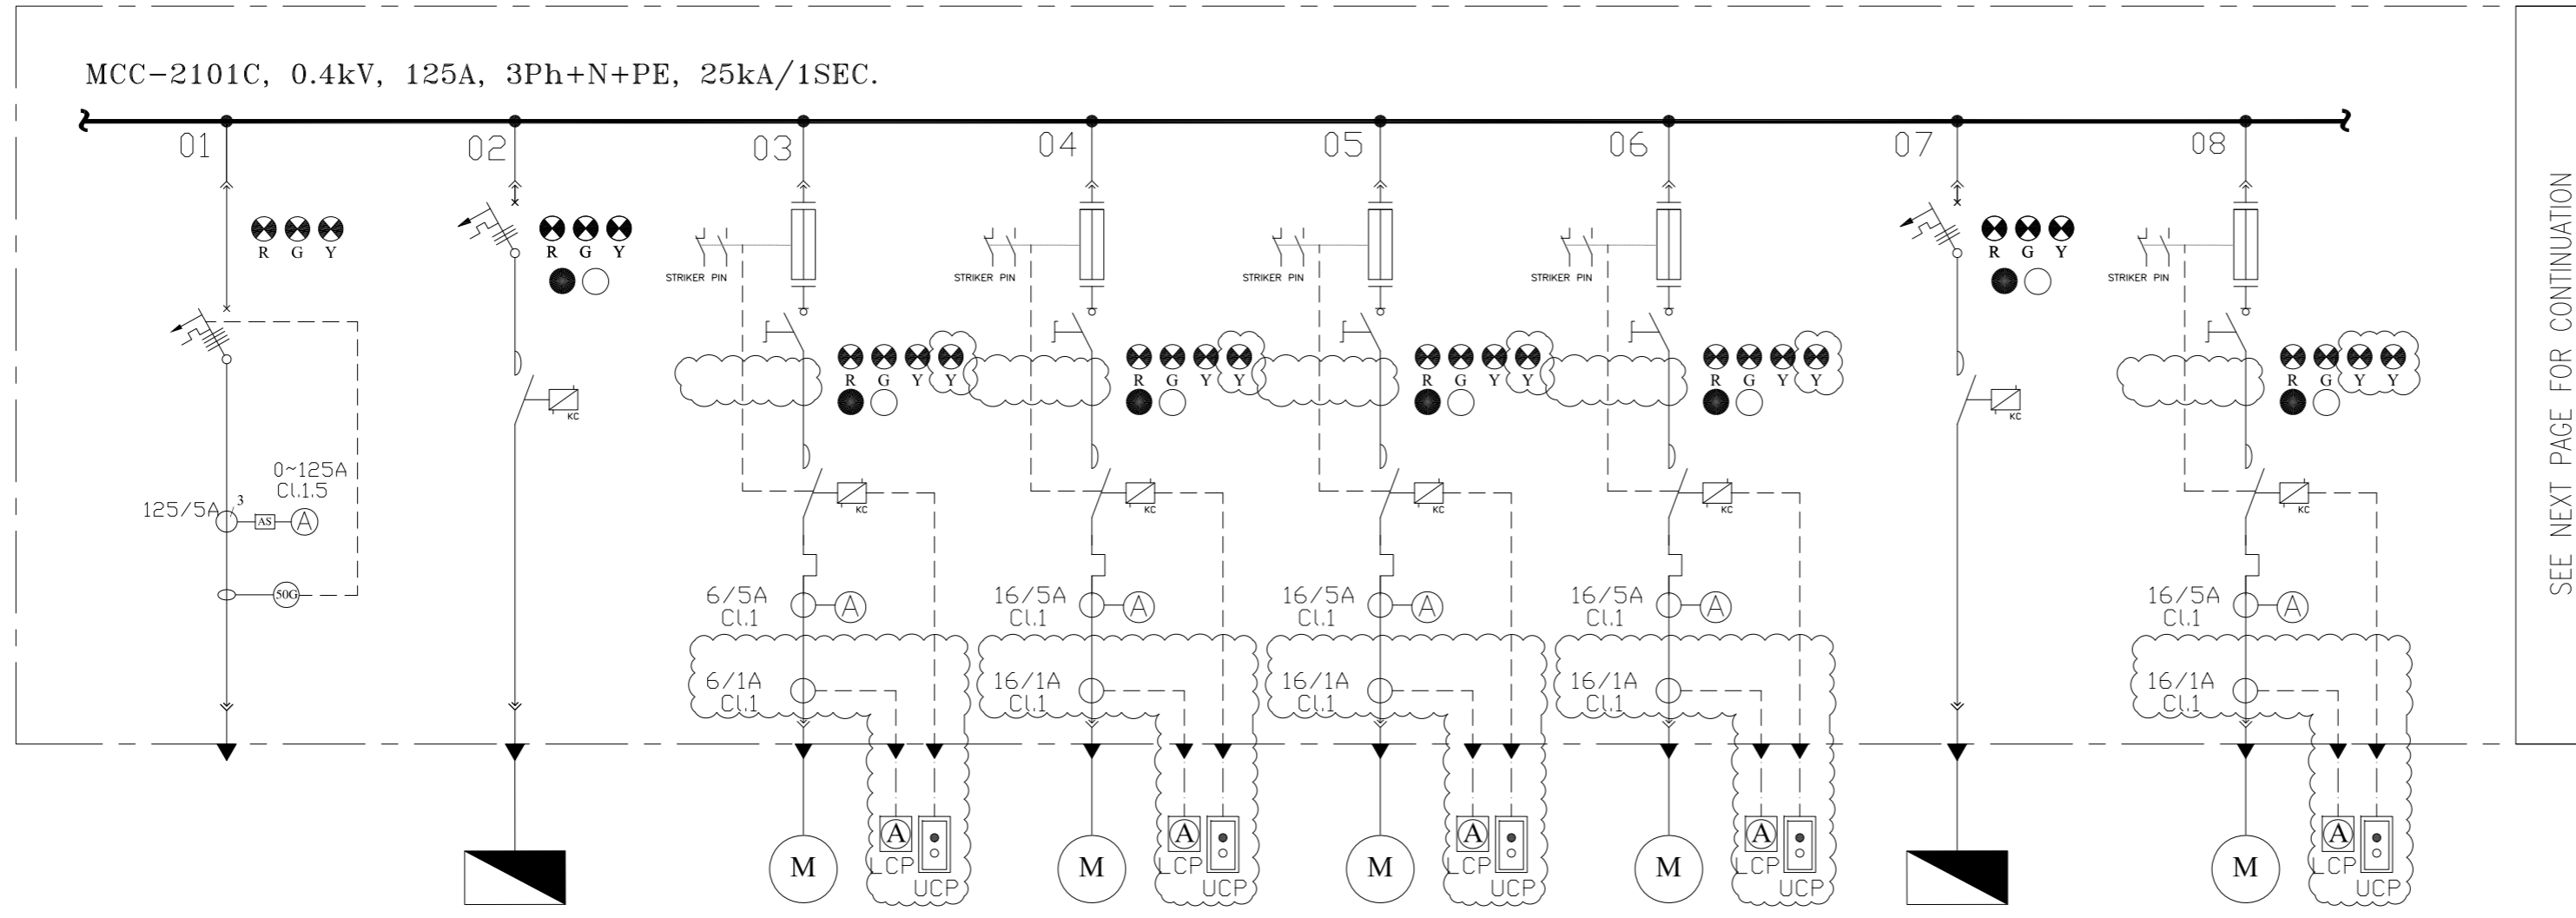 MCC-2101C, 0.4kV, 125A, 3Ph+N+PE, 25kA/1SEC.
01
02
03
04
05
06
07
08
R G Y
R G Y
R G Y
STRIKER PIN
STRIKER PIN
STRIKER PIN
STRIKER PIN
STRIKER PIN
R G Y Y
R G Y Y
R G Y Y
R G Y Y
R G Y Y
KC
KC
0~125A
Cl.1.5
125/5A
3
AS
A
KC
KC
KC
KC
KC
50G
6/5A
Cl.1
A
16/5A
Cl.1
A
16/5A
Cl.1
A
16/5A
Cl.1
A
16/5A
Cl.1
A
6/1A
Cl.1
16/1A
Cl.1
16/1A
Cl.1
16/1A
Cl.1
16/1A
Cl.1
M
A
LCP
UCP
M
A
LCP
UCP
M
A
LCP
UCP
M
A
LCP
UCP
M
A
LCP
UCP
SEE NEXT PAGE FOR CONTINUATION